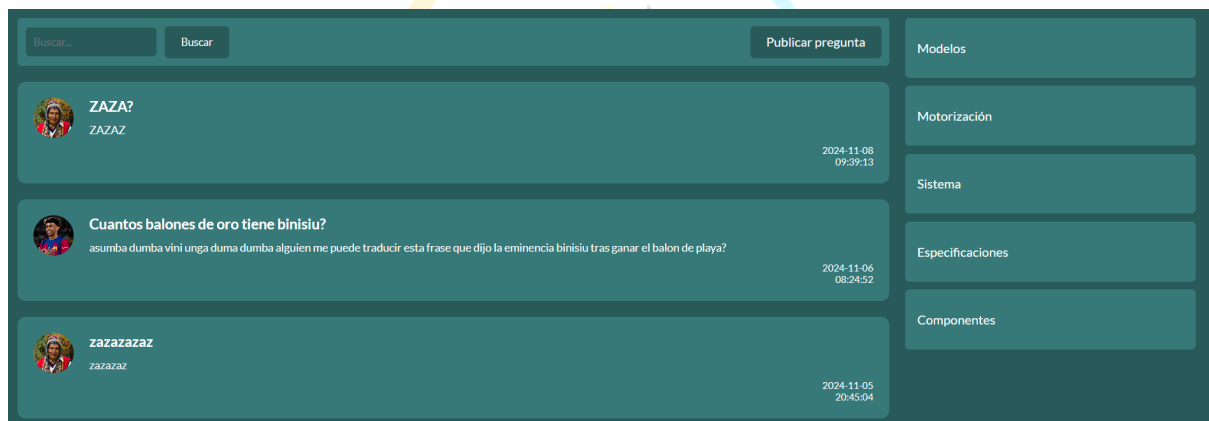 Buscar...
Buscar
Publicar pregunta
ZAZA?
ZAZAZ
2024-11-08
09:39:13
Cuantos balones de oro tiene binisiu?
asumba dumba vini unga duma dumba alguien me puede traducir esta frase que dijo la eminencia binisiu tras ganar el balon de playa?
2024-11-06
08:24:52
zazazazaz
zazazaz
2024-11-05
20:45:04
Modelos
Motorización
Sistema
Especificaciones
Componentes